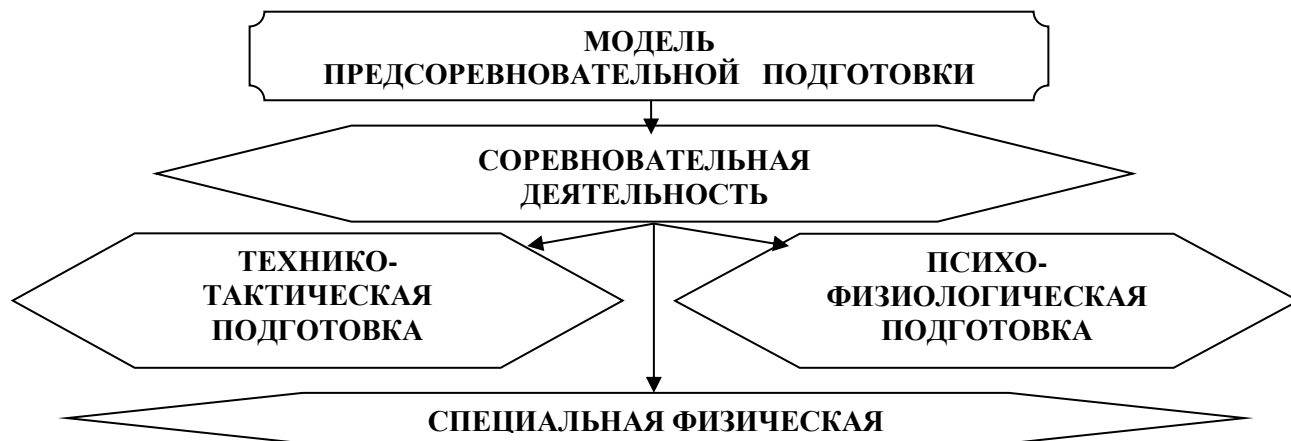 МОДЕЛЬ
ПРЕДСОРЕВНОВАТЕЛЬНОЙ ПОДГОТОВКИ
СОРЕВНОВАТЕЛЬНАЯ
ДЕЯТЕЛЬНОСТЬ
ТЕХНИКО-
ТАКТИЧЕСКАЯ
ПОДГОТОВКА
ПСИХО-
ФИЗИОЛОГИЧЕСКАЯ
ПОДГОТОВКА
СПЕЦИАЛЬНАЯ ФИЗИЧЕСКАЯ